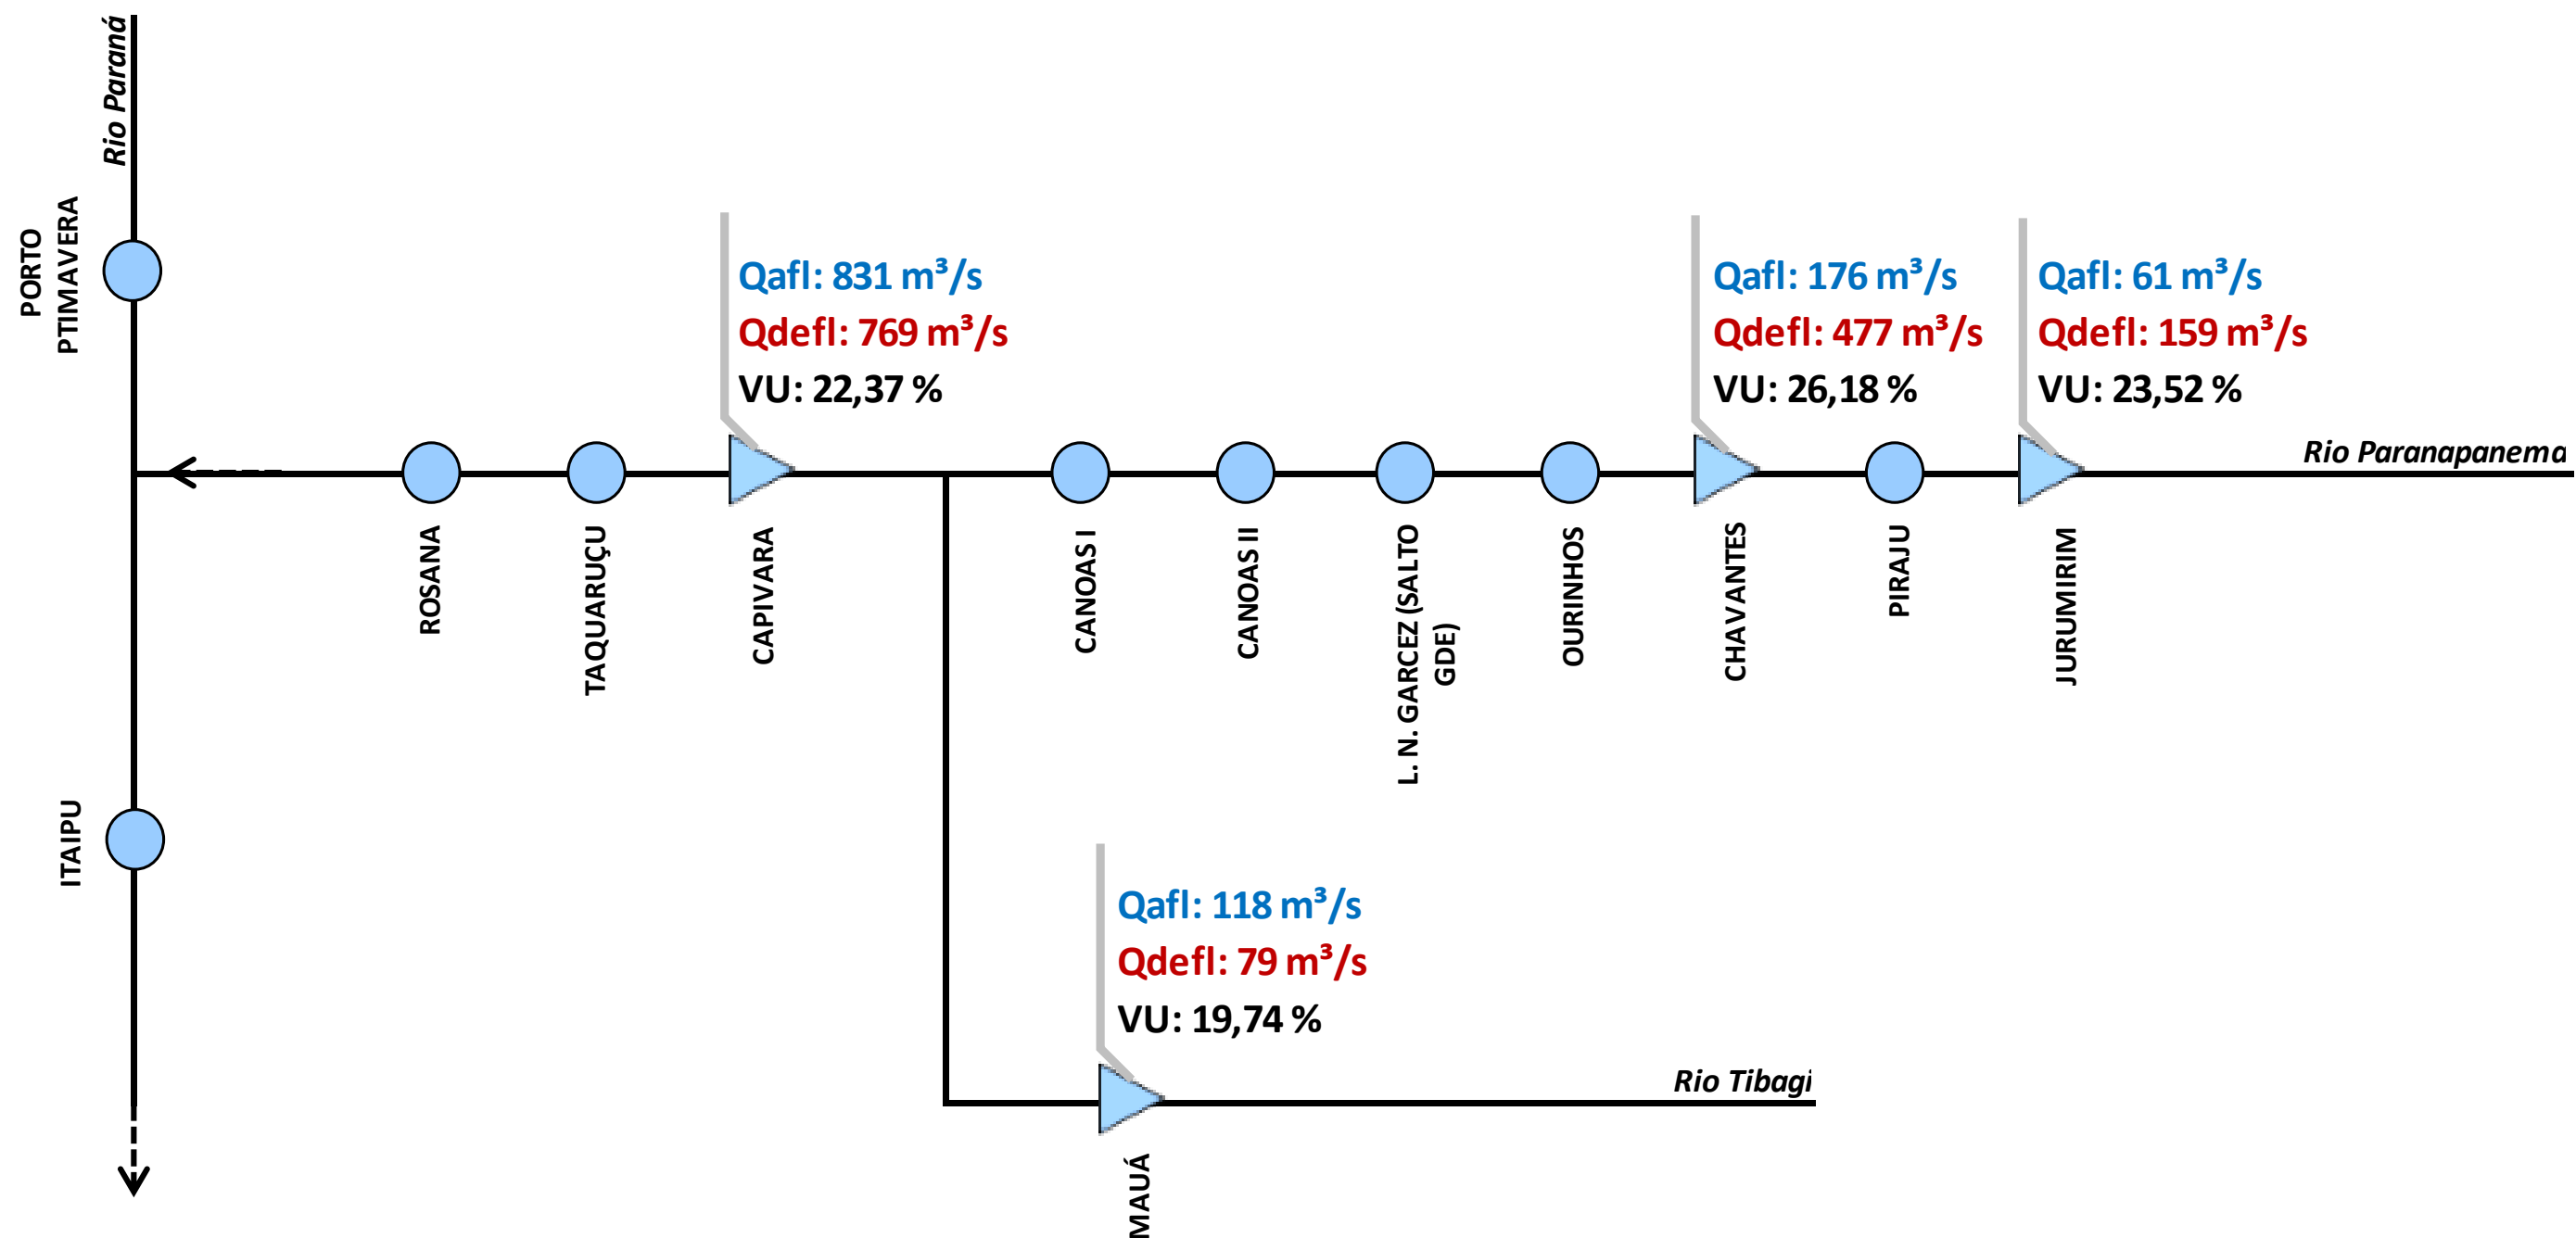 Rio Paraná
PORTO
PTIMAVERA
Qafl: 831 m³/s
Qdefl: 769 m³/s
VU: 22,37 %
Qafl: 176 m³/s
Qdefl: 477 m³/s
VU: 26,18 %
Qafl: 61 m³/s
Qdefl: 159 m³/s
VU: 23,52 %
Rio Paranapanema
ROSANA
TAQUARUÇU
CAPIVARA
CANOAS I
CANOAS II
L. N. GARCEZ (SALTO
GDE)
OURINHOS
CHAVANTES
PIRAJU
JURUMIRIM
ITAIPU
Qafl: 118 m³/s
Qdefl: 79 m³/s
VU: 19,74 %
Rio Tibagi
MAUÁ